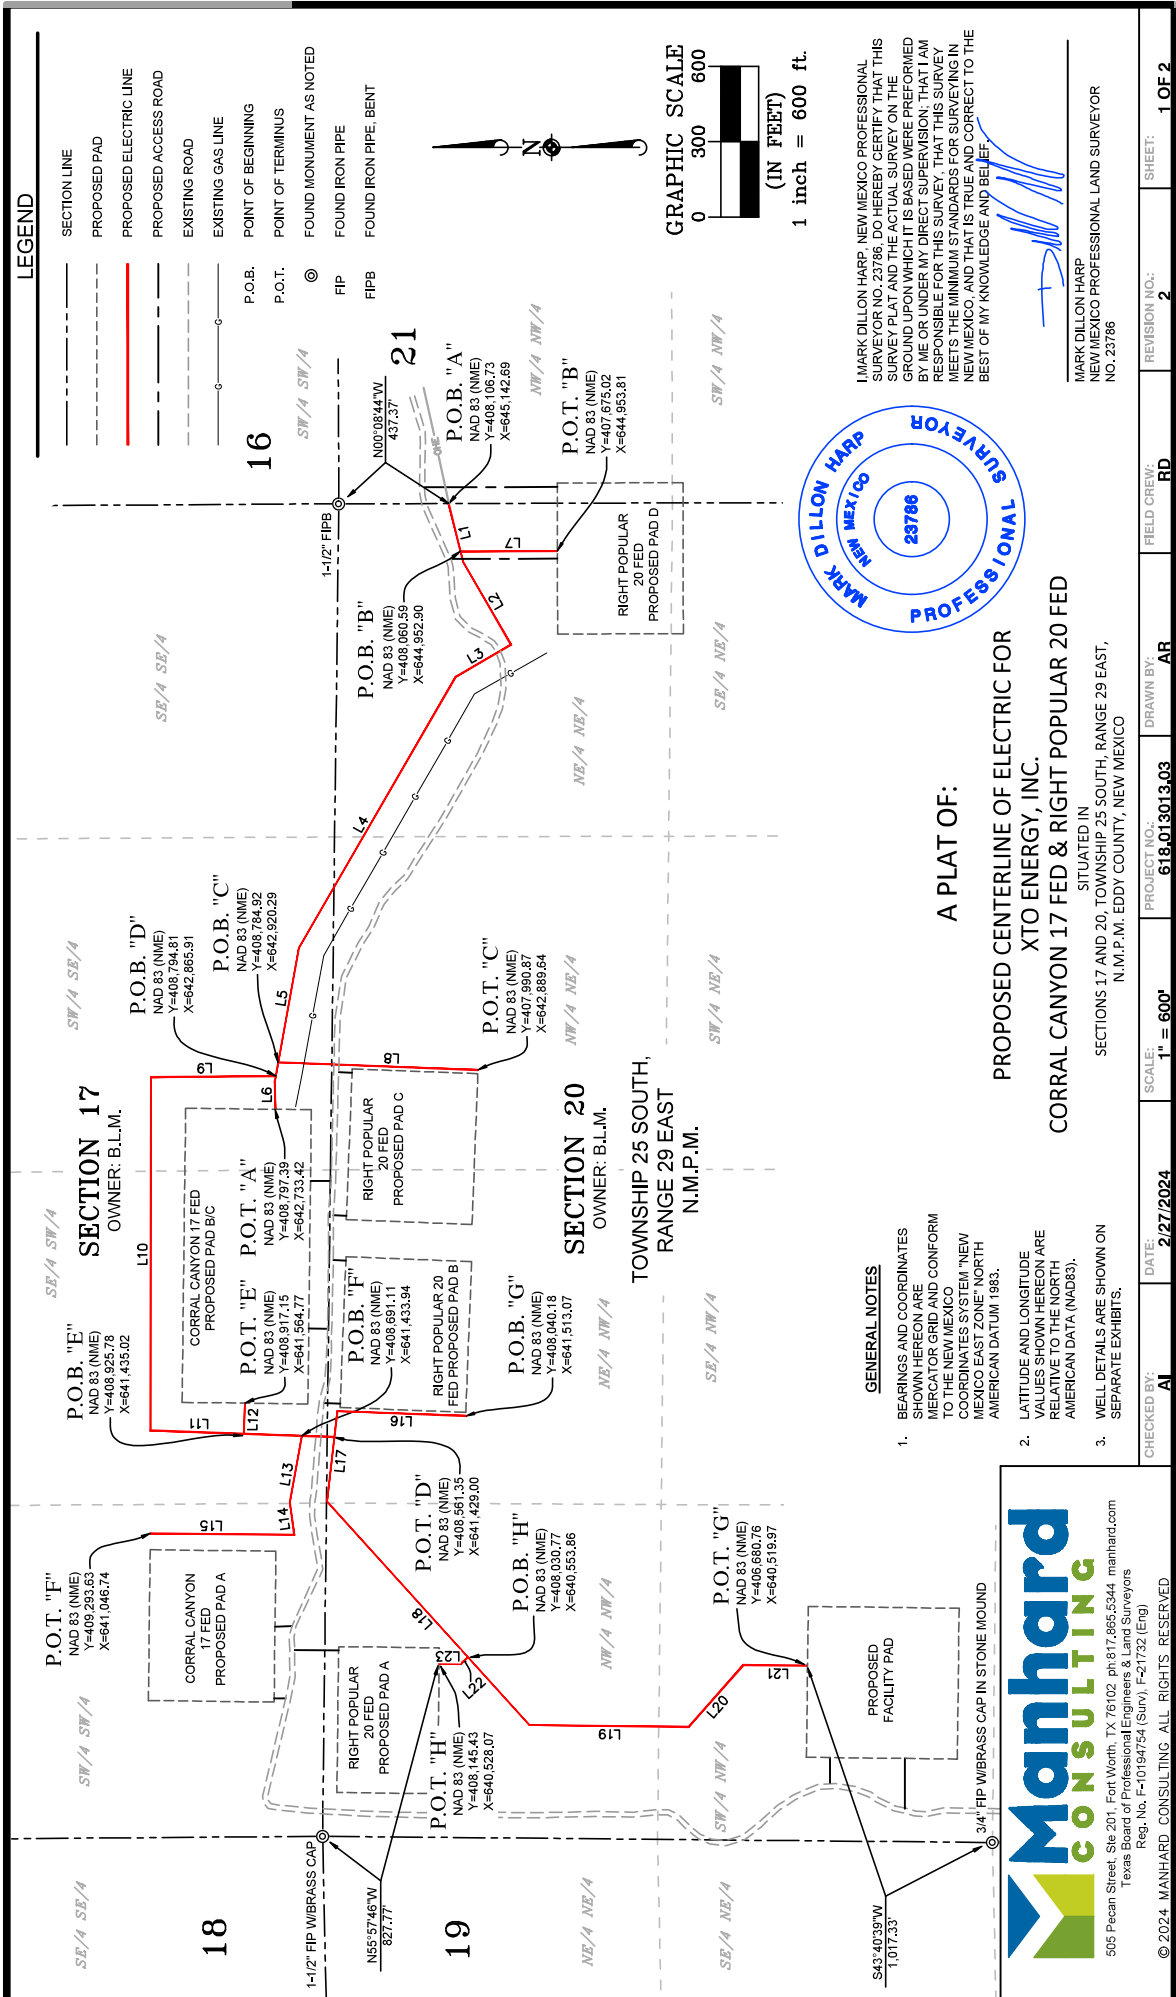 LEGEND
SECTION LINE
PROPOSED PAD
PROPOSED ELECTRIC LINE
PROPOSED ACCESS ROAD
EXISTING ROAD
EXISTING GAS LINE
G
G
P.O.B. POINT OF BEGINNING
P.O.T. POINT OF TERMINUS
FOUND MONUMENT AS NOTED
FIP FOUND IRON PIPE
FIPB FOUND IRON PIPE, BENT
N
GRAPHIC SCALE
0 300 600
(IN FEET)
1 inch = 600 ft.
I,MARK DILLON HARP, NEW MEXICO PROFESSIONAL
SURVEYOR NO. 23786, DO HEREBY CERTIFY THAT THIS
SURVEY PLAT AND THE ACTUAL SURVEY ON THE
GROUND UPON WHICH IT IS BASED WERE PREFORMED
BY ME OR UNDER MY DIRECT SUPERVISION; THAT I AM
RESPONSIBLE FOR THIS SURVEY, THAT THIS SURVEY
MEETS THE MINIMUM STANDARDS FOR SURVEYING IN
NEW MEXICO, AND THAT IS TRUE AND CORRECT TO THE
BEST OF MY KNOWLEDGE AND BELIEF.
MARK DILLON HARP
NEW MEXICO PROFESSIONAL LAND SURVEYOR
NO. 23786
MARK DILLON HARP
NEW MEXICO
23786
PROFESSIONAL SURVEYOR
SE/4 SE/4
SW/4 SW/4
SE/4 SW/4
SW/4 SE/4
SE/4 SE/4
SW/4 SW/4
18
19
16
21
1-1/2" FIP W/BRASS CAP
N55°57'46"W
827.77'
1-1/2" FIPB
N00°08'44"W
437.37'
3/4" FIP W/BRASS CAP IN STONE MOUND
S43°40'39"W
1,017.33'
SECTION 17
OWNER: B.L.M.
SECTION 20
OWNER: B.L.M.
TOWNSHIP 25 SOUTH,
RANGE 29 EAST
N.M.P.M.
P.O.T. "F"
NAD 83 (NME)
Y=409,293.63
X=641,046.74
P.O.B. "E"
NAD 83 (NME)
Y=408,925.78
X=641,435.02
P.O.T. "E"
NAD 83 (NME)
Y=408,917.15
X=641,564.77
P.O.T. "A"
NAD 83 (NME)
Y=408,797.39
X=642,733.42
P.O.B. "D"
NAD 83 (NME)
Y=408,794.81
X=642,865.91
P.O.B. "C"
NAD 83 (NME)
Y=408,784.92
X=642,920.29
P.O.B. "F"
NAD 83 (NME)
Y=408,691.11
X=641,433.94
P.O.T. "D"
NAD 83 (NME)
Y=408,561.35
X=641,429.00
P.O.B. "G"
NAD 83 (NME)
Y=408,040.18
X=641,513.07
P.O.T. "C"
NAD 83 (NME)
Y=407,990.87
X=642,889.64
P.O.B. "B"
NAD 83 (NME)
Y=408,060.59
X=644,952.90
P.O.B. "A"
NAD 83 (NME)
Y=408,106.73
X=645,142.69
P.O.T. "B"
NAD 83 (NME)
Y=407,675.02
X=644,953.81
P.O.T. "H"
NAD 83 (NME)
Y=408,145.43
X=640,528.07
P.O.B. "H"
NAD 83 (NME)
Y=408,030.77
X=640,553.86
P.O.T. "G"
NAD 83 (NME)
Y=406,680.76
X=640,519.97
CORRAL CANYON
17 FED
PROPOSED PAD A
CORRAL CANYON 17 FED
PROPOSED PAD B/C
RIGHT POPULAR
20 FED
PROPOSED PAD A
RIGHT POPULAR 20
FED PROPOSED PAD B
RIGHT POPULAR
20 FED
PROPOSED PAD C
RIGHT POPULAR
20 FED
PROPOSED PAD D
PROPOSED
FACILITY PAD
L1
L2
L3
L4
L5
L6
L7
L8
L9
L10
L11
L12
L13
L14
L15
L16
L17
L18
L19
L20
L21
L22
L23
G
G
G
G
G
G
OHE
NE/4 NE/4
NW/4 NW/4
NE/4 NW/4
NW/4 NE/4
NE/4 NE/4
NW/4 NW/4
SE/4 NE/4
SW/4 NW/4
SE/4 NW/4
SW/4 NE/4
SE/4 NE/4
SW/4 NW/4
GENERAL NOTES
1. BEARINGS AND COORDINATES
SHOWN HEREON ARE
MERCATOR GRID AND CONFORM
TO THE NEW MEXICO
COORDINATES SYSTEM "NEW
MEXICO EAST ZONE" NORTH
AMERICAN DATUM 1983.
2. LATITUDE AND LONGITUDE
VALUES SHOWN HEREON ARE
RELATIVE TO THE NORTH
AMERICAN DATA (NAD83).
3. WELL DETAILS ARE SHOWN ON
SEPARATE EXHIBITS.
A PLAT OF:
PROPOSED CENTERLINE OF ELECTRIC FOR
XTO ENERGY, INC.
CORRAL CANYON 17 FED & RIGHT POPULAR 20 FED
SITUATED IN
SECTIONS 17 AND 20, TOWNSHIP 25 SOUTH, RANGE 29 EAST,
N.M.P.M. EDDY COUNTY, NEW MEXICO
Manhard
CONSULTING
505 Pecan Street, Ste 201, Fort Worth, TX 76102 ph:817.865.5344 manhard.com
Texas Board of Professional Engineers & Land Surveyors
Reg. No. F-10194754 (Surv), F-21732 (Eng)
© 2024 MANHARD CONSULTING ALL RIGHTS RESERVED
CHECKED BY: AI
DATE: 2/27/2024
SCALE: 1" = 600'
PROJECT NO.: 618.013013.03
DRAWN BY: AR
FIELD CREW: RD
REVISION NO.: 2
SHEET: 1 OF 2